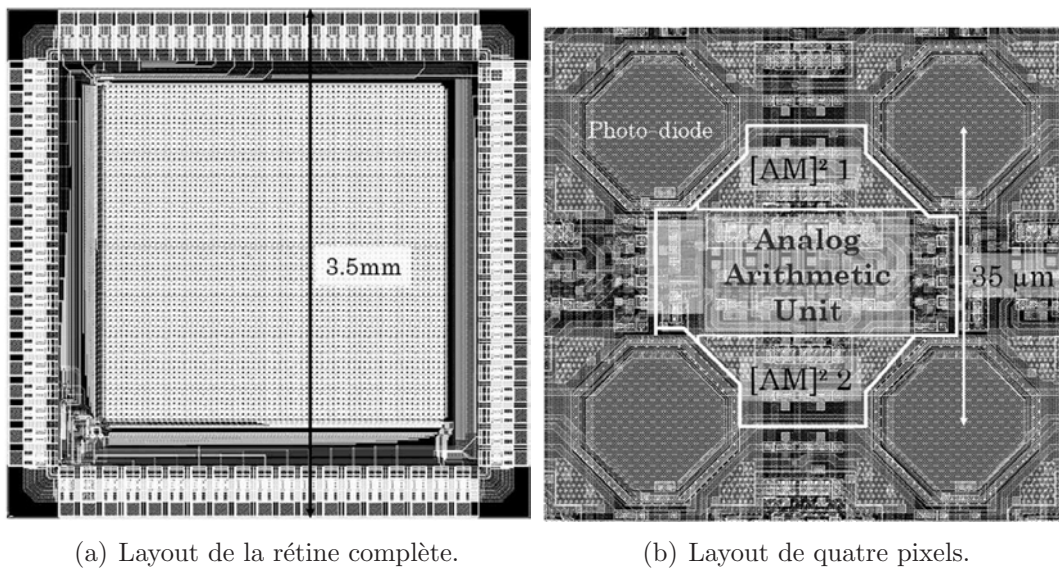 3.5mm
Photo-diode
[AM]² 1
Analog
Arithmetic
Unit
35 µm
[AM]² 2
(a) Layout de la rétine complète.
(b) Layout de quatre pixels.